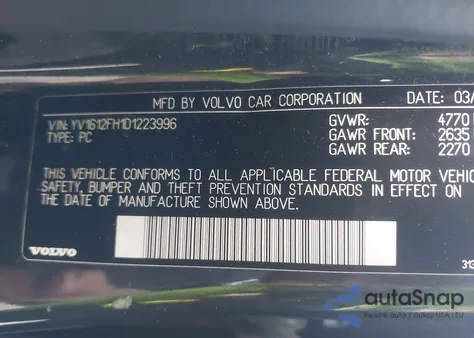 MFD BY VOLVO CAR CORPORATION DATE 03/
VIN: YV1612FH1D1223996 GVWR: 4770
TYPE: PC GAWR FRONT: 2635
GAWR REAR: 2270
THIS VEHICLE CONFORMS TO ALL APPLICABLE FEDERAL MOTOR VEHIC
SAFETY, BUMPER AND THEFT PREVENTION STANDARDS IN EFFECT ON
THE DATE OF MANUFACTURE SHOWN ABOVE.
VOLVO 313
autoSnap